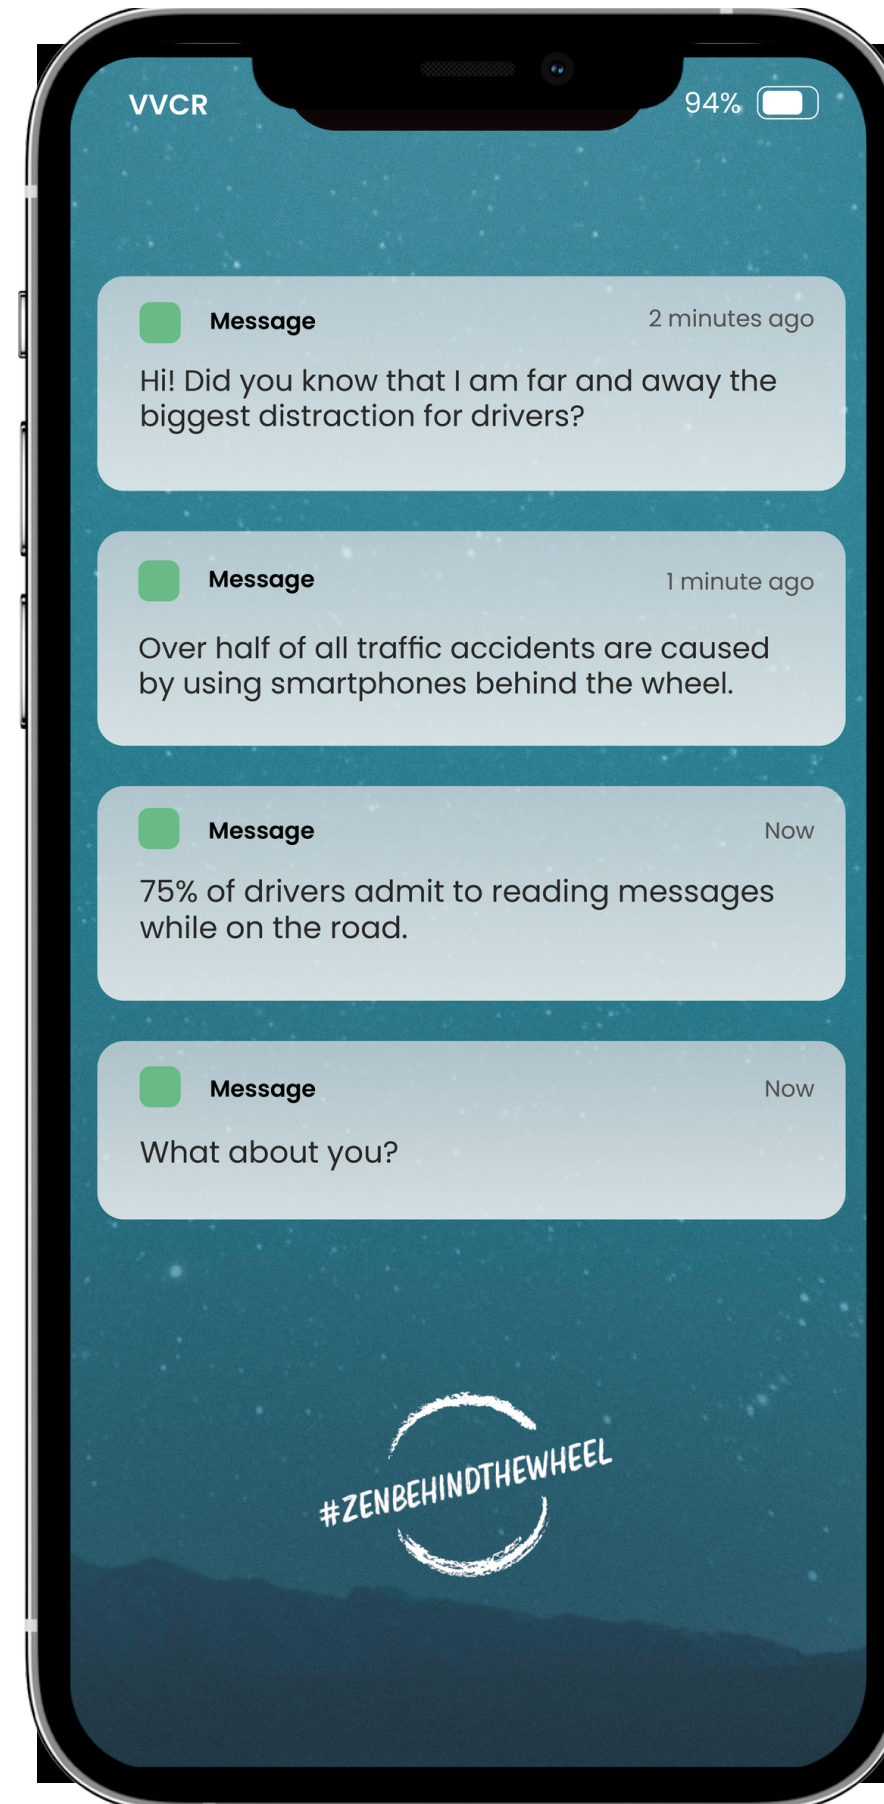 VVCR
94%
Message
2 minutes ago
Hi! Did you know that I am far and away the
biggest distraction for drivers?
Message
1 minute ago
Over half of all traffic accidents are caused
by using smartphones behind the wheel.
Message
Now
75% of drivers admit to reading messages
while on the road.
Message
Now
What about you?
#ZENBEHINDTHEWHEEL